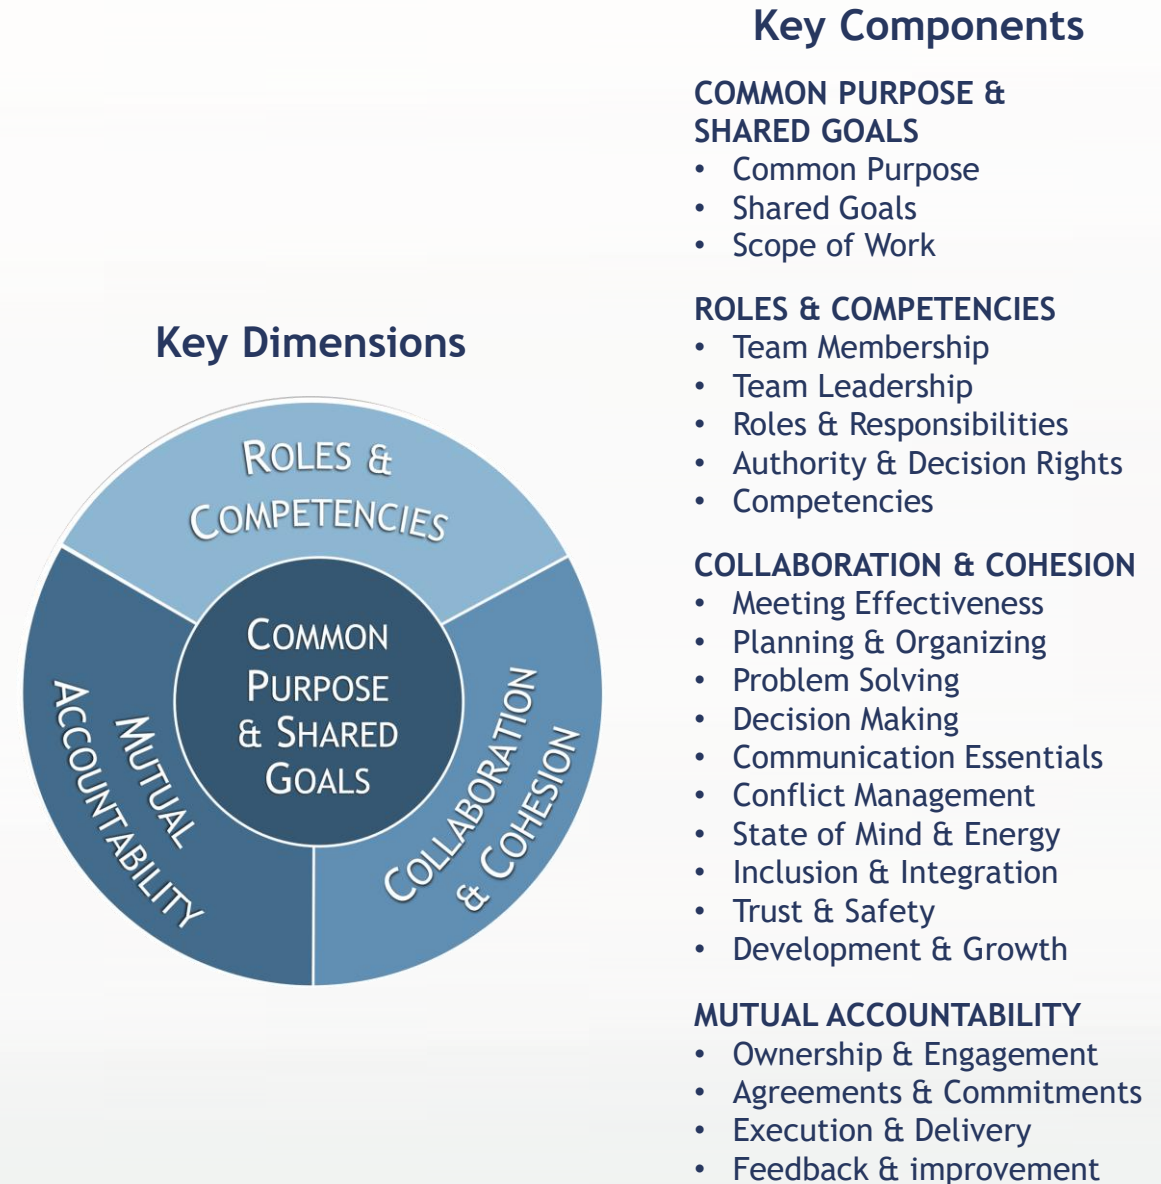 Key Dimensions
ROLES &
COMPETENCIES
COMMON
PURPOSE
& SHARED
GOALS
MUTUAL
ACCOUNTABILITY
COLLABORATION
& COHESION
Key Components
COMMON PURPOSE &
SHARED GOALS
• Common Purpose
• Shared Goals
• Scope of Work
ROLES & COMPETENCIES
• Team Membership
• Team Leadership
• Roles & Responsibilities
• Authority & Decision Rights
• Competencies
COLLABORATION & COHESION
• Meeting Effectiveness
• Planning & Organizing
• Problem Solving
• Decision Making
• Communication Essentials
• Conflict Management
• State of Mind & Energy
• Inclusion & Integration
• Trust & Safety
• Development & Growth
MUTUAL ACCOUNTABILITY
• Ownership & Engagement
• Agreements & Commitments
• Execution & Delivery
• Feedback & improvement